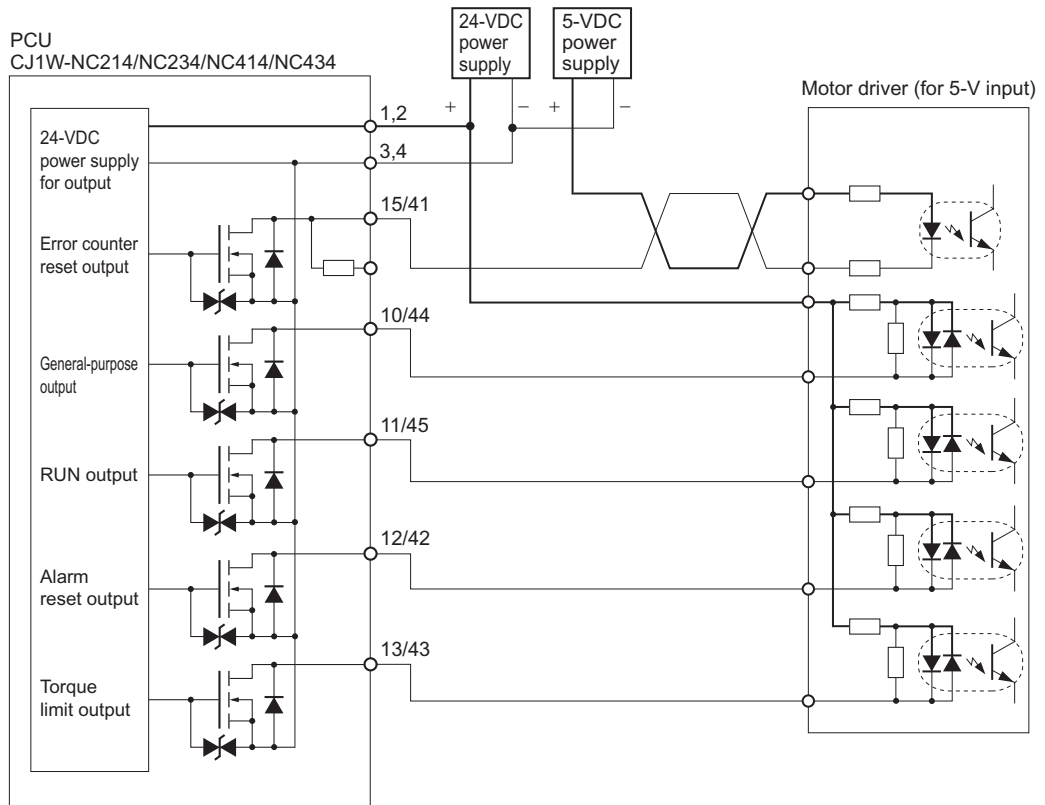 24-VDC
power
supply
5-VDC
power
supply
PCU
CJ1W-NC214/NC234/NC414/NC434
Motor driver (for 5-V input)
+
−
+
−
1,2
24-VDC
power supply
for output
3,4
15/41
Error counter
reset output
10/44
General-purpose
output
11/45
RUN output
12/42
Alarm
reset output
13/43
Torque
limit output